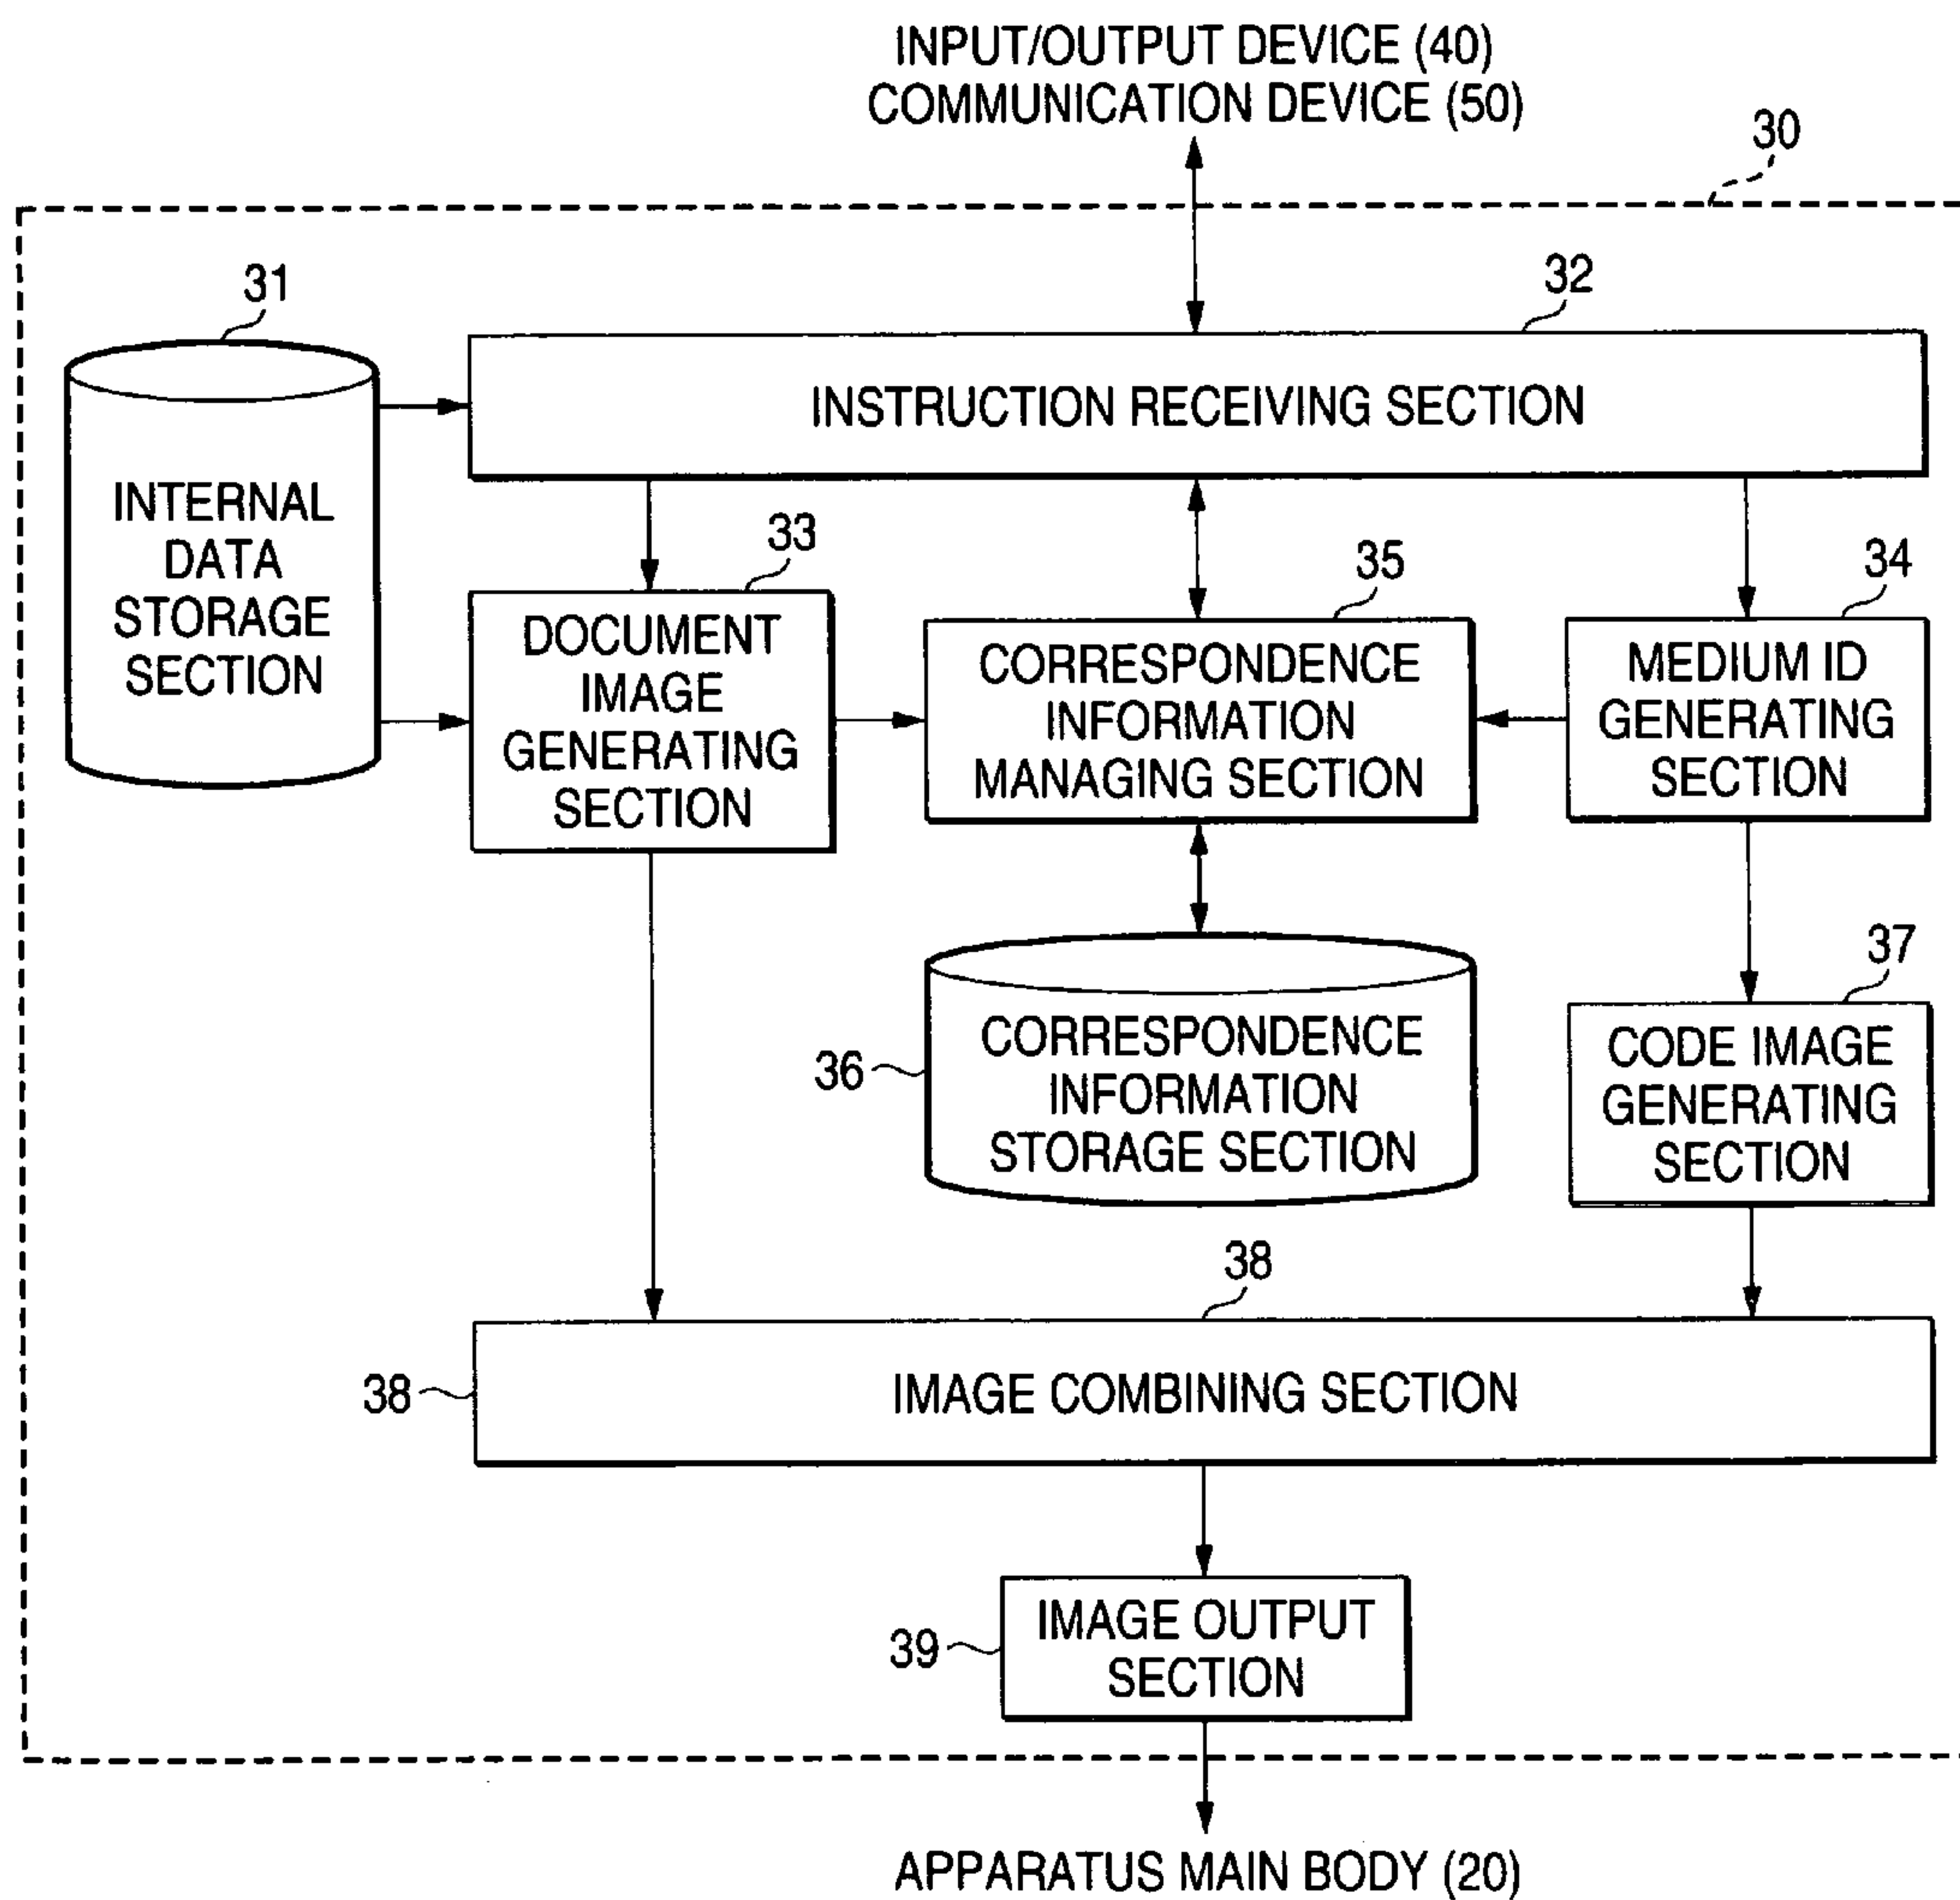 INPUT/OUTPUT DEVICE (40)
COMMUNICATION DEVICE (50)
30
31
32
INSTRUCTION RECEIVING SECTION
INTERNAL
DATA
STORAGE
SECTION
33
DOCUMENT
IMAGE
GENERATING
SECTION
35
CORRESPONDENCE
INFORMATION
MANAGING SECTION
34
MEDIUM ID
GENERATING
SECTION
36
CORRESPONDENCE
INFORMATION
STORAGE SECTION
37
CODE IMAGE
GENERATING
SECTION
38
38
IMAGE COMBINING SECTION
39
IMAGE OUTPUT
SECTION
APPARATUS MAIN BODY (20)